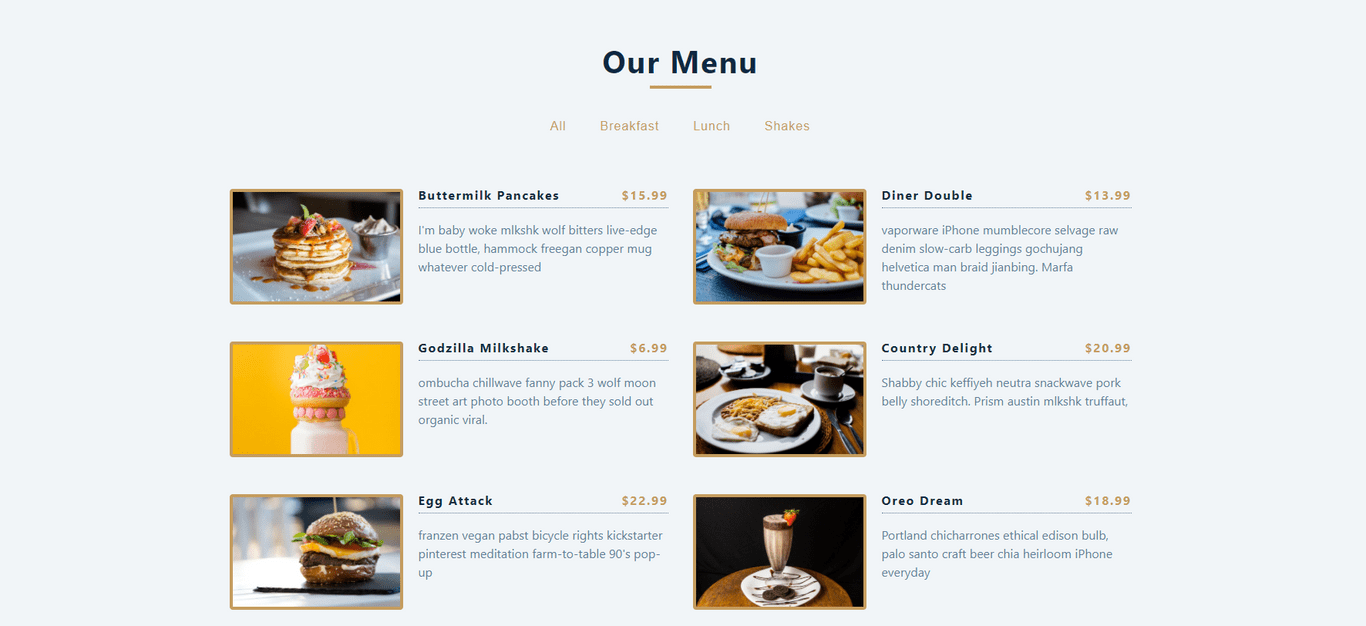 Our Menu
All Breakfast Lunch Shakes
Buttermilk Pancakes $15.99
I'm baby woke mlkshk wolf bitters live-edge
blue bottle, hammock freegan copper mug
whatever cold-pressed
Diner Double $13.99
vaporware iPhone mumblecore selvage raw
denim slow-carb leggings gochujang
helvetica man braid jianbing. Marfa
thundercats
Godzilla Milkshake $6.99
ombucha chillwave fanny pack 3 wolf moon
street art photo booth before they sold out
organic viral.
Country Delight $20.99
Shabby chic keffiyeh neutra snackwave pork
belly shoreditch. Prism austin mlkshk truffaut,
Egg Attack $22.99
franzen vegan pabst bicycle rights kickstarter
pinterest meditation farm-to-table 90's pop-
up
Oreo Dream $18.99
Portland chicharrones ethical edison bulb,
palo santo craft beer chia heirloom iPhone
everyday